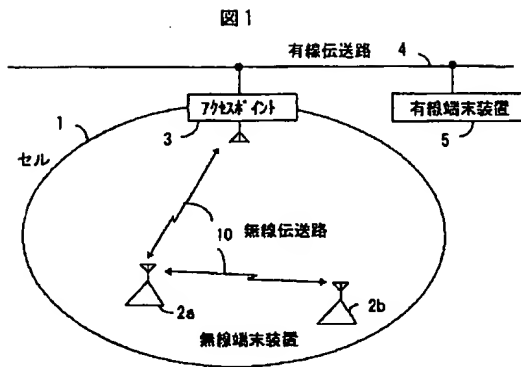 図1
有線伝送路 4
アクセスポイント
有線端末装置
1
3
5
セル
10 無線伝送路
2a
2b
無線端末装置